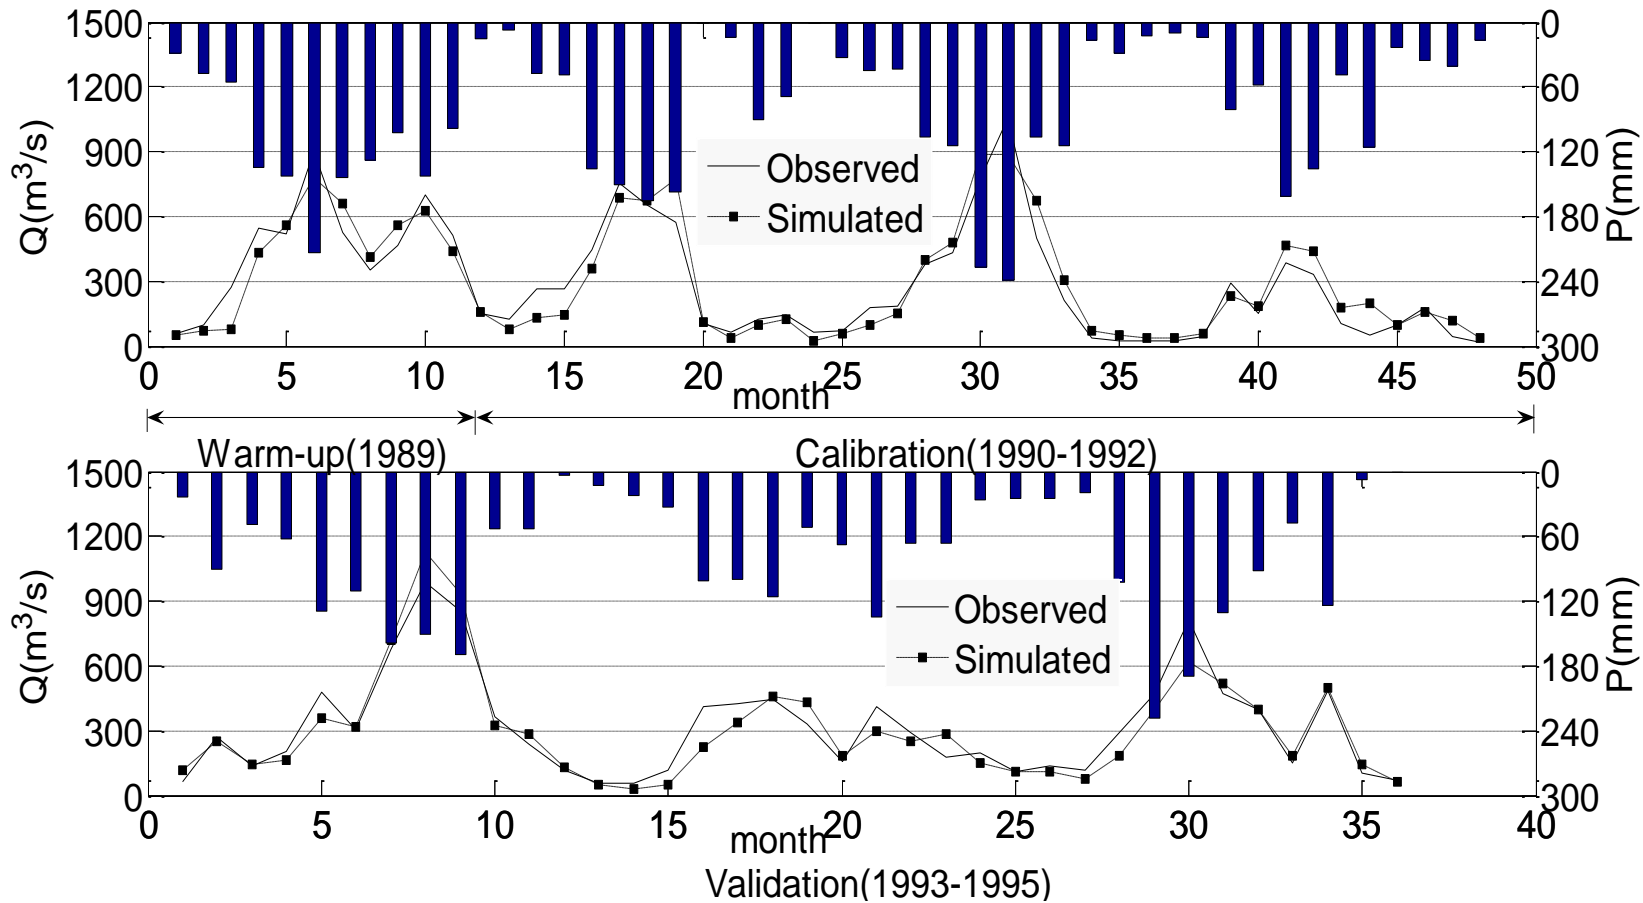 1500
1200
900
600
300
0
Q(m³/s)
0
60
120
180
240
300
P(mm)
Observed
Simulated
0 5 10 15 20 25 30 35 40 45 50
month
Warm-up(1989) Calibration(1990-1992)
1500
1200
900
600
300
0
Q(m³/s)
0
60
120
180
240
300
P(mm)
Observed
Simulated
0 5 10 15 20 25 30 35 40
month
Validation(1993-1995)